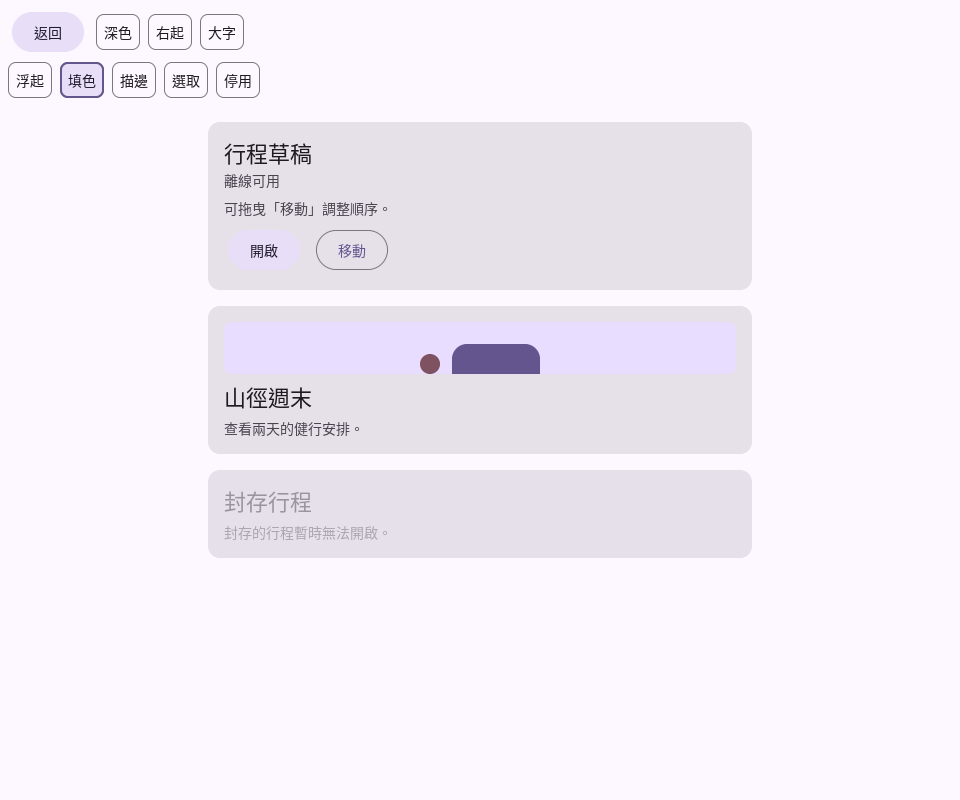 返回 深色 右起 大字
浮起 填色 描邊 選取 停用
行程草稿
離線可用
可拖曳「移動」調整順序。
開啟 移動
山徑週末
查看兩天的健行安排。
封存行程
封存的行程暫時無法開啟。